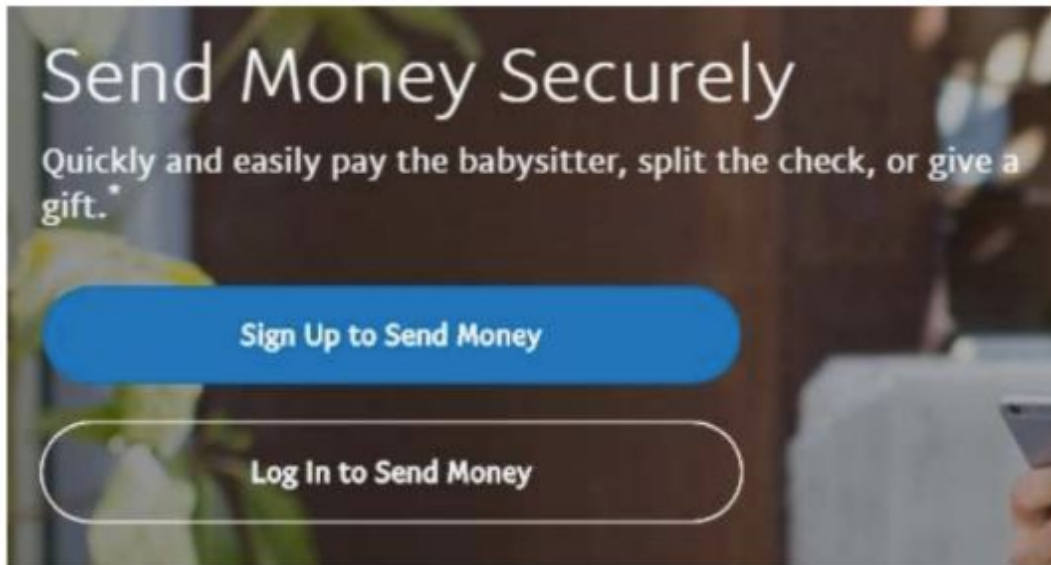 Send Money Securely
Quickly and easily pay the babysitter, split the check, or give a
gift.*
Sign Up to Send Money
Log In to Send Money